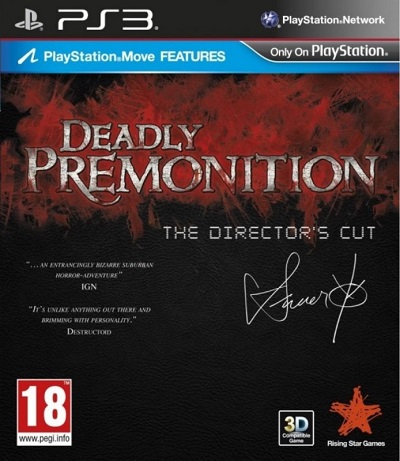 PS3
PlayStation®Network
PlayStation®Move FEATURES
Only On PlayStation®
DEADLY
PREMONITION
THE DIRECTOR'S CUT
"...AN ENTRANCINGLY BIZARRE SUBURBAN
HORROR-ADVENTURE"
IGN
"IT'S UNLIKE ANYTHING OUT THERE AND
BRIMMING WITH PERSONALITY."
DESTRUCTOID
18
www.pegi.info
3D
Compatible
Game
Rising Star Games